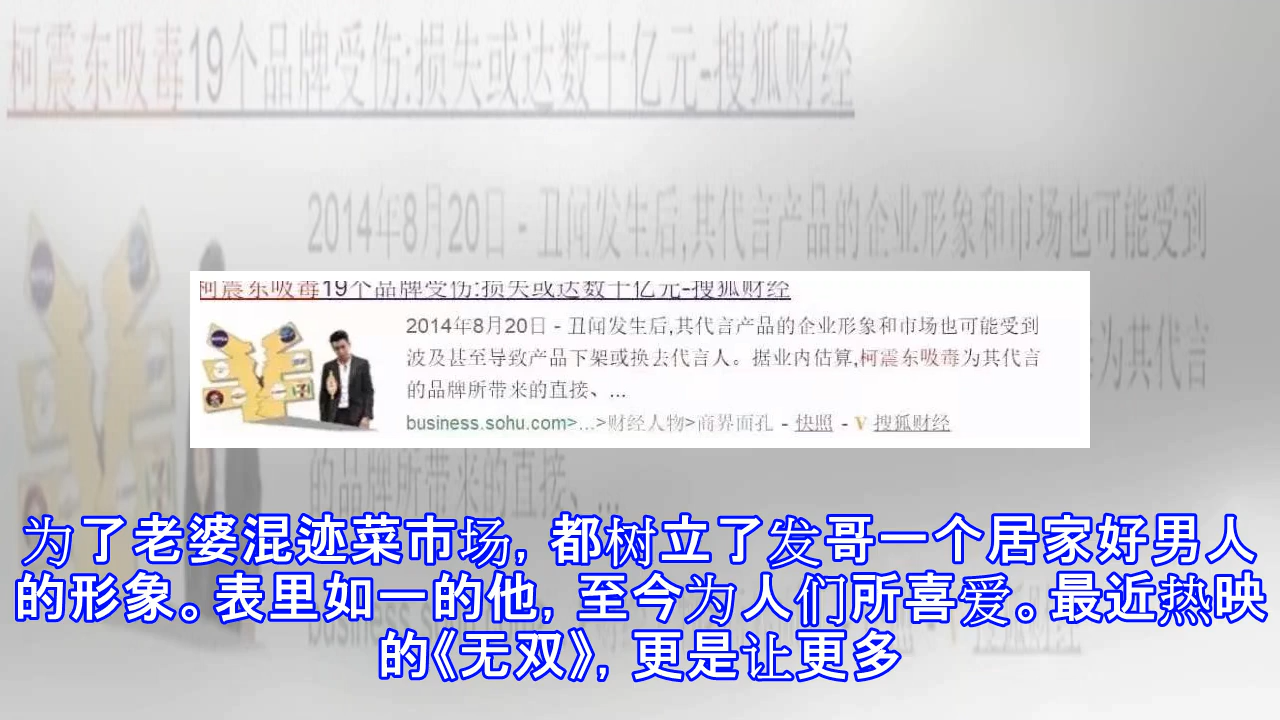 柯震东吸毒19个品牌受伤:损失或达数十亿元-搜狐财经
2014年8月20日 - 丑闻发生后,其代言产品的企业形象和市场也可能受到
柯震东吸毒19个品牌受伤:损失或达数十亿元-搜狐财经
2014年8月20日 - 丑闻发生后,其代言产品的企业形象和市场也可能受到
波及甚至导致产品下架或换去代言人。据业内估算,柯震东吸毒为其代言
的品牌所带来的直接、...
business.sohu.com>...>财经人物>商界面孔 - 快照 - V 搜狐财经
为其代言
的品牌所带来的直接、...
为了老婆混迹菜市场,都树立了发哥一个居家好男人
的形象。表里如一的他,至今为人们所喜爱。最近热映
的《无双》,更是让更多